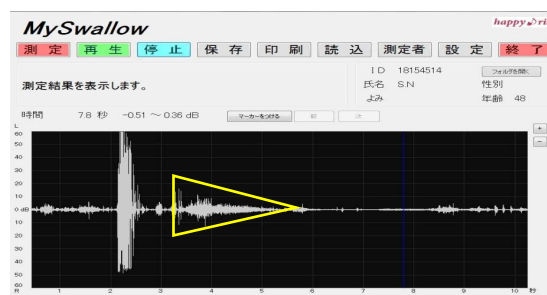 MySwallow
happy♪ri
測 定 再 生 停 止 保 存 印 刷 読 込 測定者 設 定 終 了
測定結果を表示します。
ID 18154514 フォルダを開く
氏名 S.N 性別
よみ 年齢 48
時間 7.8 秒 -0.51 ～ 0.36 dB マーカーをつける 前 次
L
60
50
40
30
20
10
0 dB
10
20
30
40
50
60
R 1 2 3 4 5 6 7 8 9 10 秒
+
-